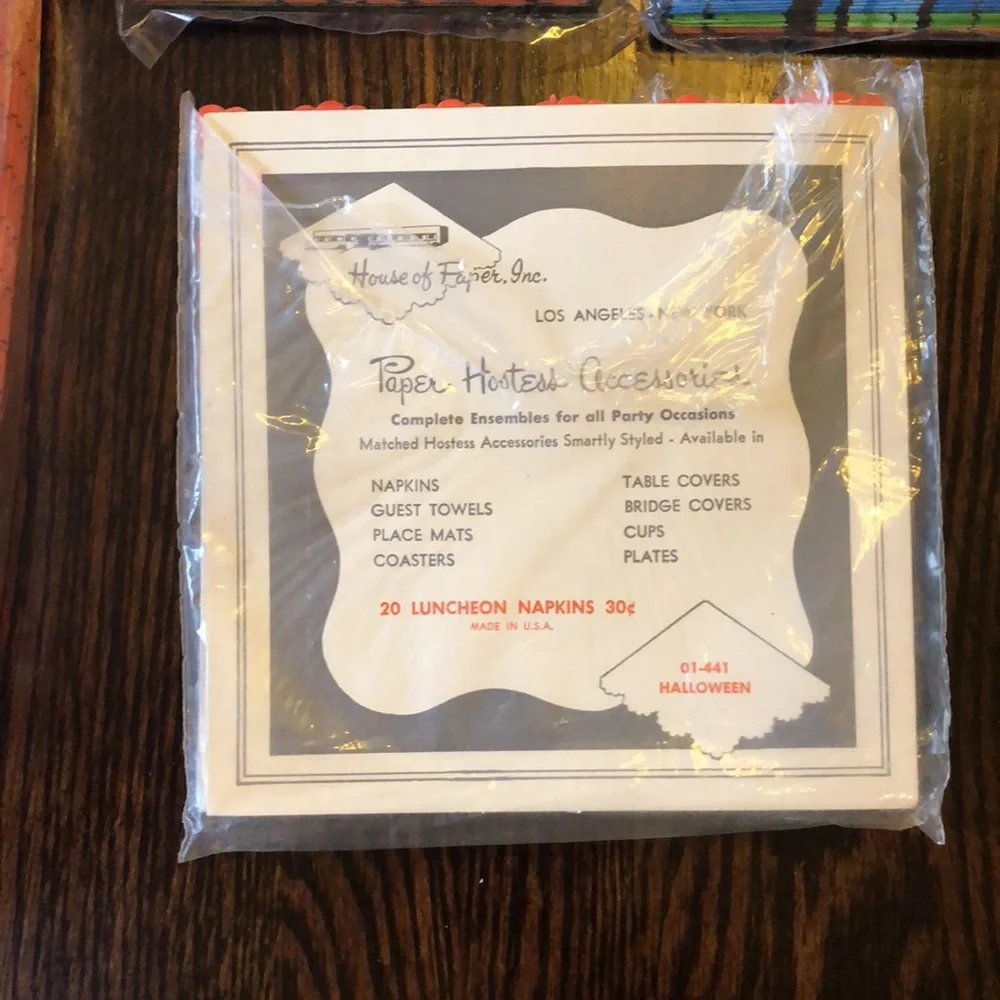 House of Paper, Inc.
LOS ANGELES - NEW YORK
Paper Hostess Accessories
Complete Ensembles for all Party Occasions
Matched Hostess Accessories Smartly Styled - Available in
NAPKINS
GUEST TOWELS
PLACE MATS
COASTERS
TABLE COVERS
BRIDGE COVERS
CUPS
PLATES
20 LUNCHEON NAPKINS 30¢
MADE IN U.S.A.
01-441
HALLOWEEN